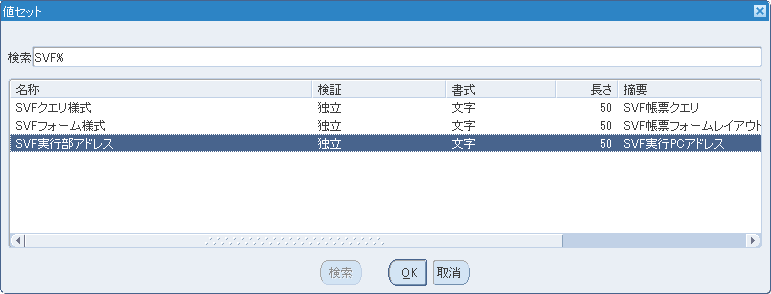 値セット
検索 SVF%
名称 検証 書式 長さ 摘要
SVFクエリ様式 独立 文字 50 SVF帳票クエリ
SVFフォーム様式 独立 文字 50 SVF帳票フォームレイアウト
SVF実行部アドレス 独立 文字 50 SVF実行PCアドレス
検索 OK 取消